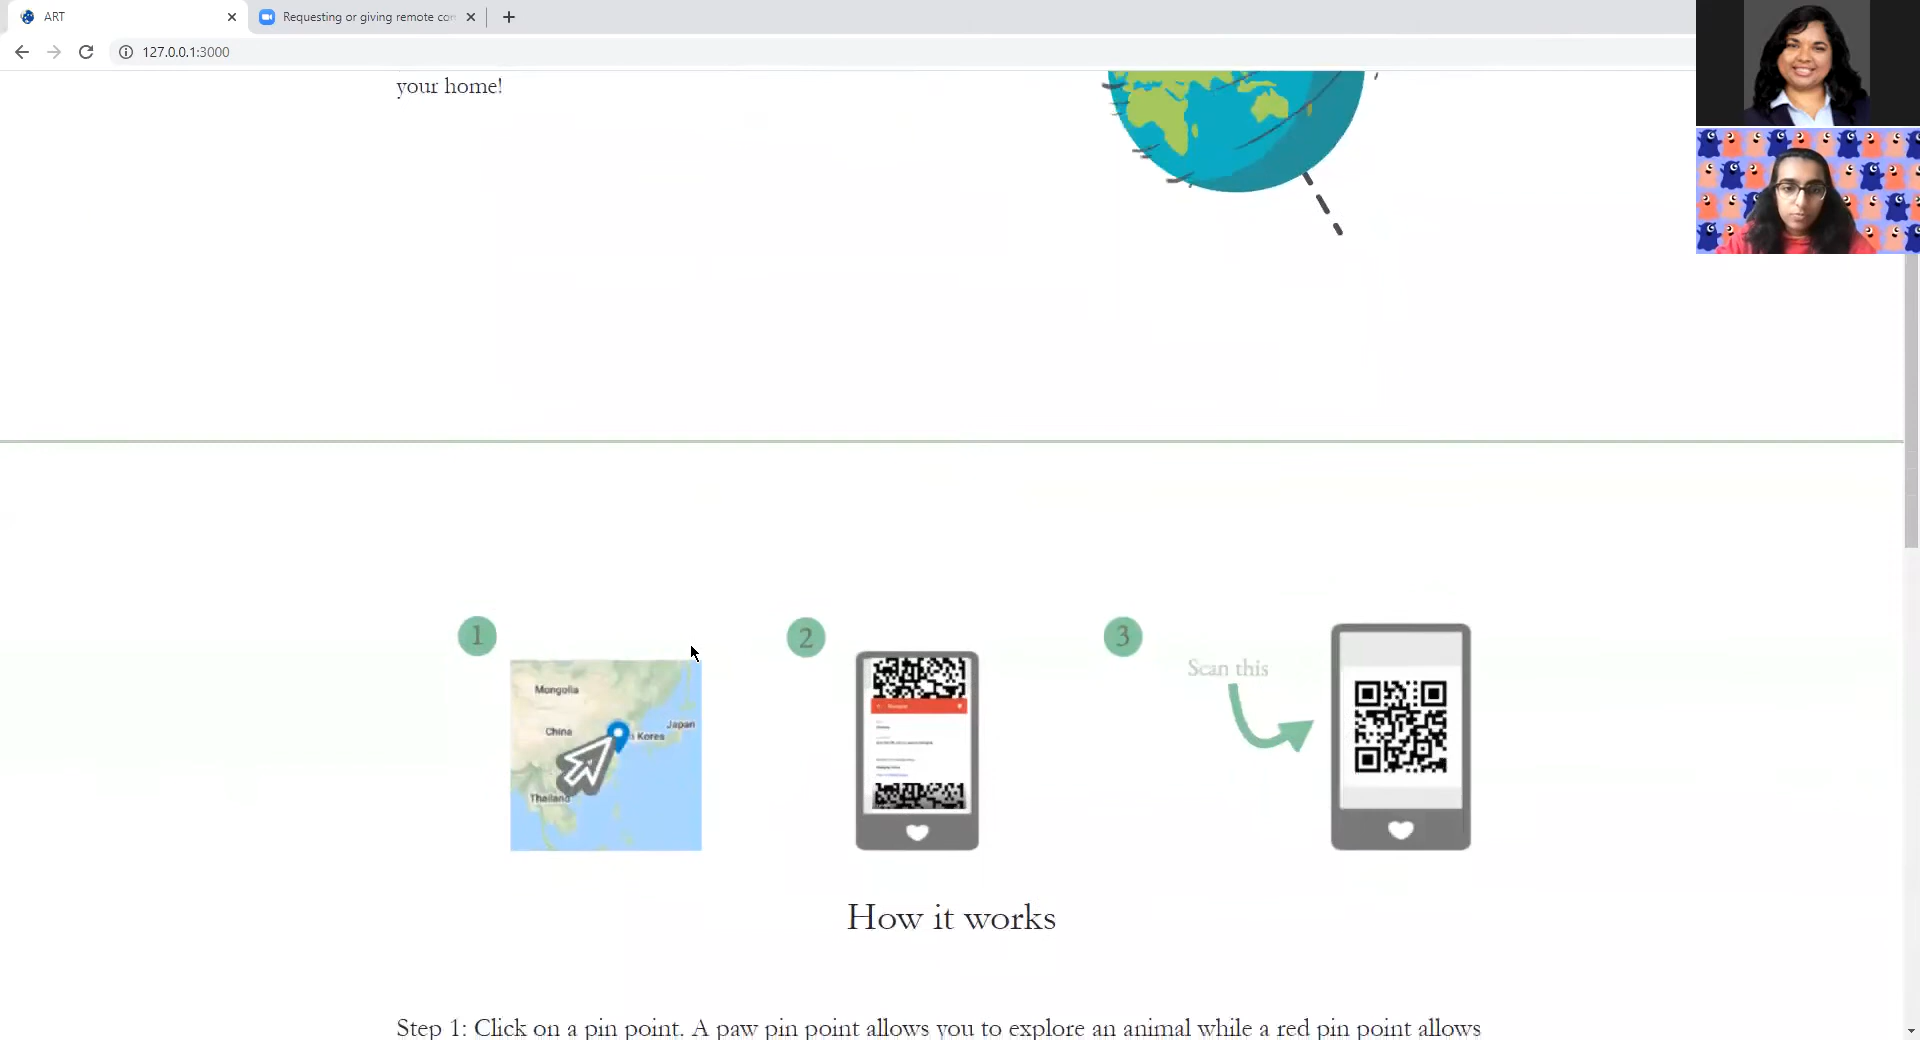 ART
Requesting or giving remote con
127.0.0.1:3000
your home!
1
2
3
Scan this
Mongolia
China
Japan
Korea
Thailand
How it works
Step 1: Click on a pin point. A paw pin point allows you to explore an animal while a red pin point allows